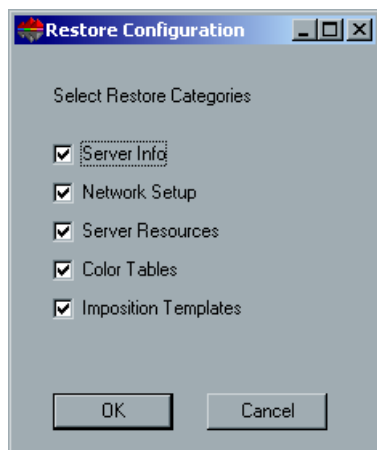 Restore Configuration
Select Restore Categories
Server Info
Network Setup
Server Resources
Color Tables
Imposition Templates
OK
Cancel